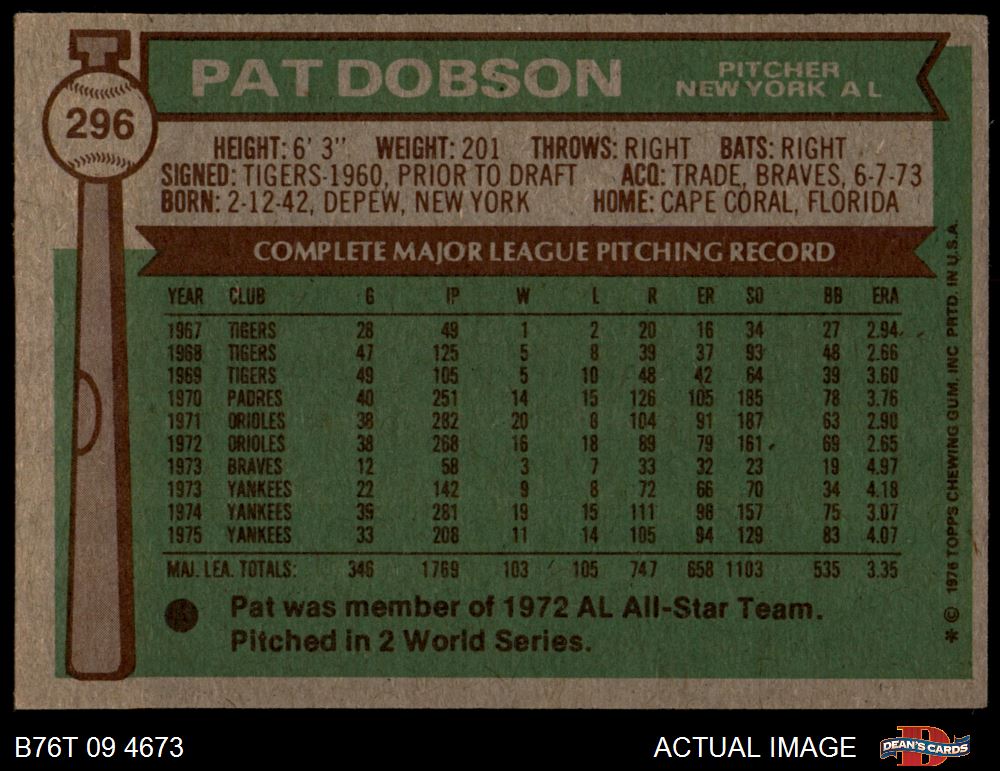 PAT DOBSON
PITCHER
NEW YORK A L
296
HEIGHT: 6' 3" WEIGHT: 201 THROWS: RIGHT BATS: RIGHT
SIGNED: TIGERS-1960, PRIOR TO DRAFT ACQ: TRADE, BRAVES, 6-7-73
BORN: 2-12-42, DEPEW, NEW YORK HOME: CAPE CORAL, FLORIDA
COMPLETE MAJOR LEAGUE PITCHING RECORD
YEAR CLUB G IP W L R ER SO BB ERA
1967 TIGERS 28 49 1 2 20 16 34 27 2.94
1968 TIGERS 47 125 5 8 39 37 93 48 2.66
1969 TIGERS 49 105 5 10 48 42 64 39 3.60
1970 PADRES 40 251 14 15 126 105 185 78 3.76
1971 ORIOLES 38 282 20 8 104 91 187 63 2.90
1972 ORIOLES 38 268 16 18 89 79 161 69 2.65
1973 BRAVES 12 58 3 7 33 32 23 19 4.97
1973 YANKEES 22 142 9 8 72 66 70 34 4.18
1974 YANKEES 39 281 19 15 111 96 157 75 3.07
1975 YANKEES 33 208 11 14 105 94 129 83 4.07
MAJ. LEA. TOTALS: 346 1769 103 105 747 658 1103 535 3.35
Pat was member of 1972 AL All-Star Team.
Pitched in 2 World Series.
* © 1976 TOPPS CHEWING GUM, INC PRTD. IN U.S.A.
B76T 09 4673
ACTUAL IMAGE
DEAN'S CARDS